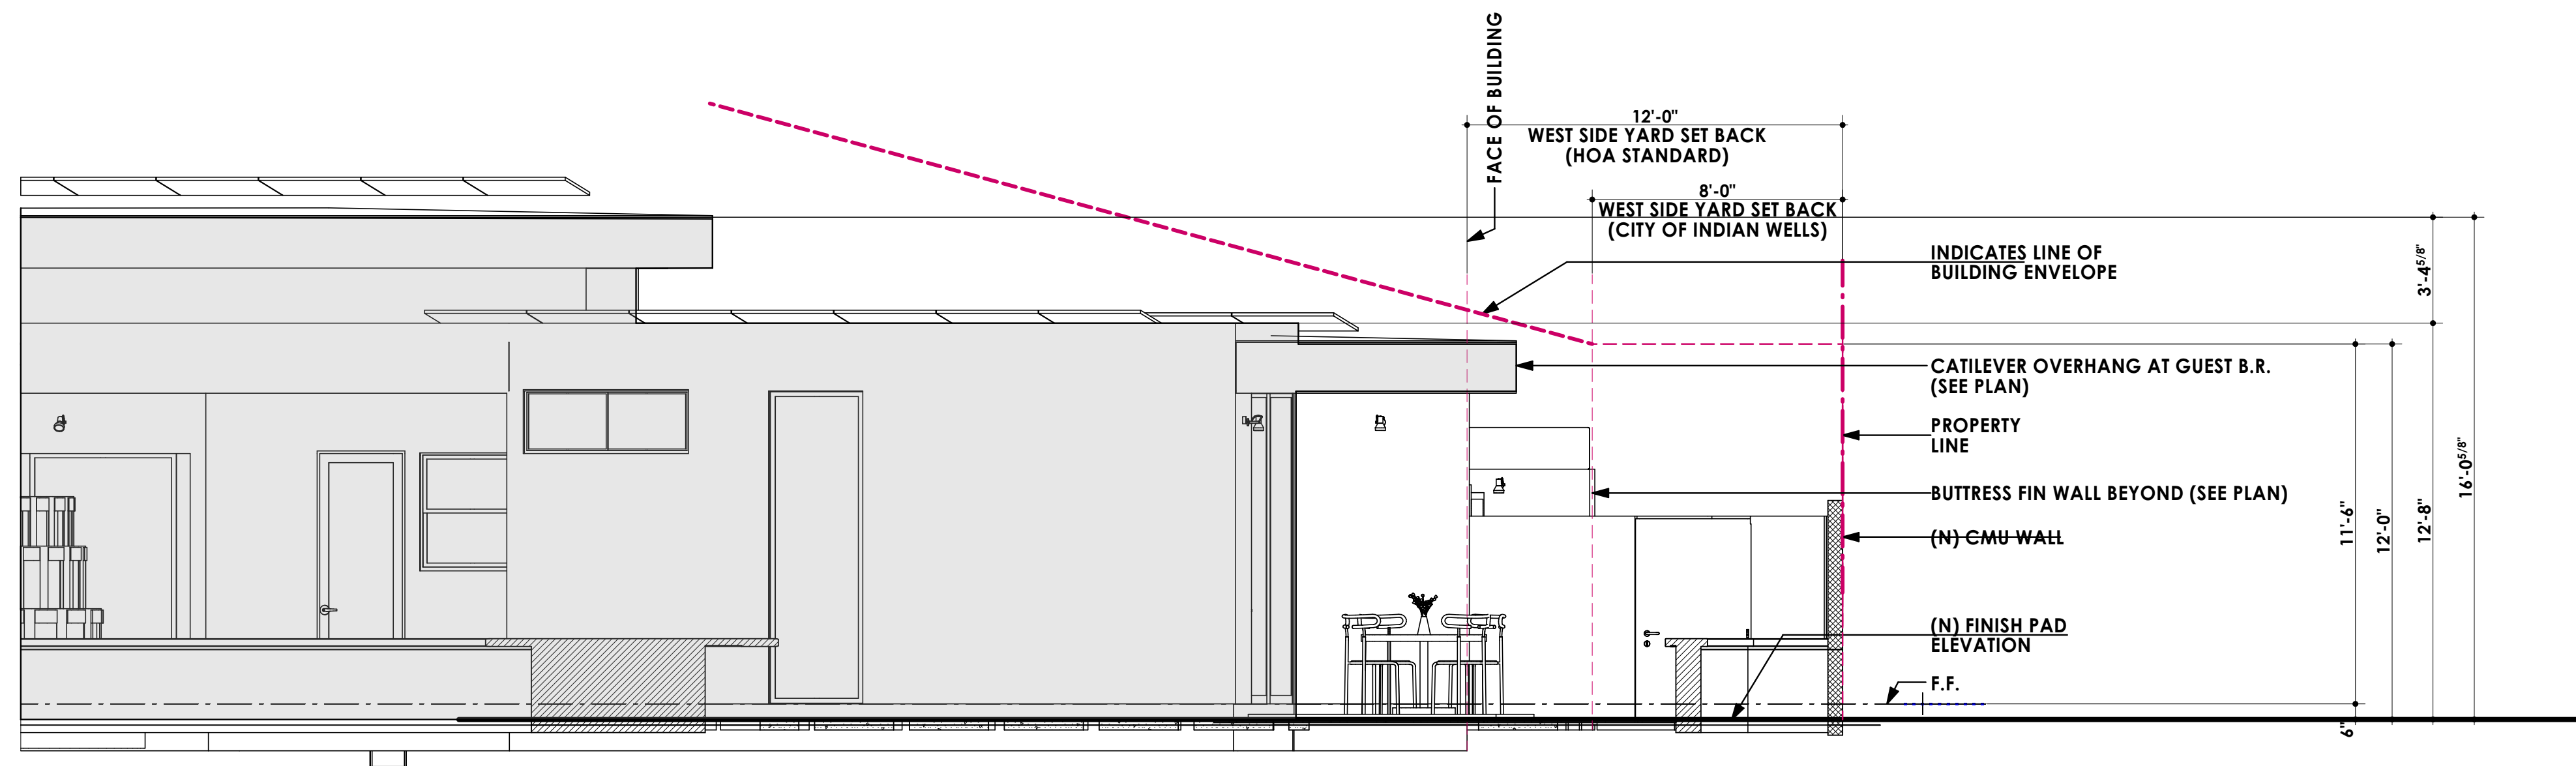 FACE OF BUILDING
12'-0"
WEST SIDE YARD SET BACK
(HOA STANDARD)
8'-0"
WEST SIDE YARD SET BACK
(CITY OF INDIAN WELLS)
INDICATES LINE OF
BUILDING ENVELOPE
CATILEVER OVERHANG AT GUEST B.R.
(SEE PLAN)
PROPERTY
LINE
BUTTRESS FIN WALL BEYOND (SEE PLAN)
(N) CMU WALL
(N) FINISH PAD
ELEVATION
F.F.
6"
11'-6"
12'-0"
12'-8"
3'-4 5/8"
16'-0 5/8"